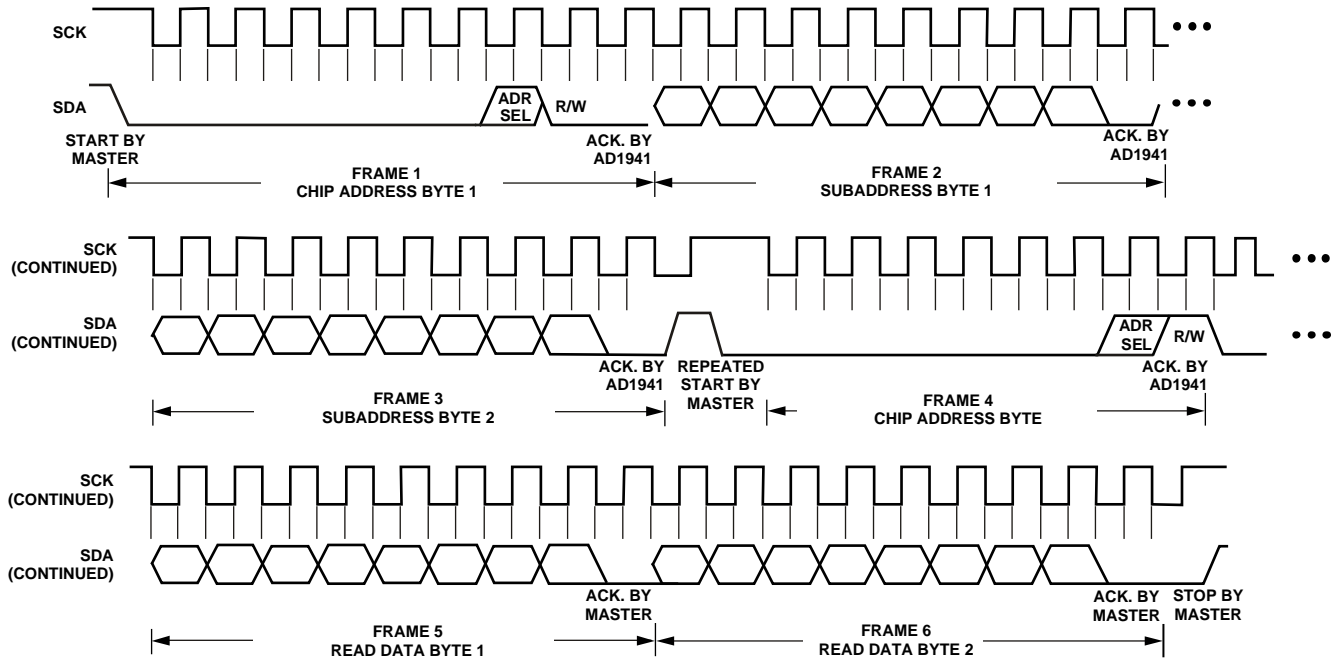 SCK
SDA
ADR
SEL
R/W
START BY
MASTER
ACK. BY
AD1941
ACK. BY
AD1941
FRAME 1
CHIP ADDRESS BYTE 1
FRAME 2
SUBADDRESS BYTE 1
SCK
(CONTINUED)
SDA
(CONTINUED)
ADR
SEL
R/W
ACK. BY
AD1941
REPEATED
START BY
MASTER
ACK. BY
AD1941
FRAME 3
SUBADDRESS BYTE 2
FRAME 4
CHIP ADDRESS BYTE
SCK
(CONTINUED)
SDA
(CONTINUED)
ACK. BY
MASTER
ACK. BY
MASTER
STOP BY
MASTER
FRAME 5
READ DATA BYTE 1
FRAME 6
READ DATA BYTE 2